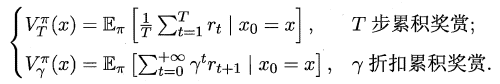 V_T^π(x) = 𝔼_π [ 1/T ∑_{t=1}^{T} r_t | x_0 = x ] , T 步累积奖赏;
V_γ^π(x) = 𝔼_π [ ∑_{t=0}^{+∞} γ^t r_{t+1} | x_0 = x ] , γ 折扣累积奖赏.